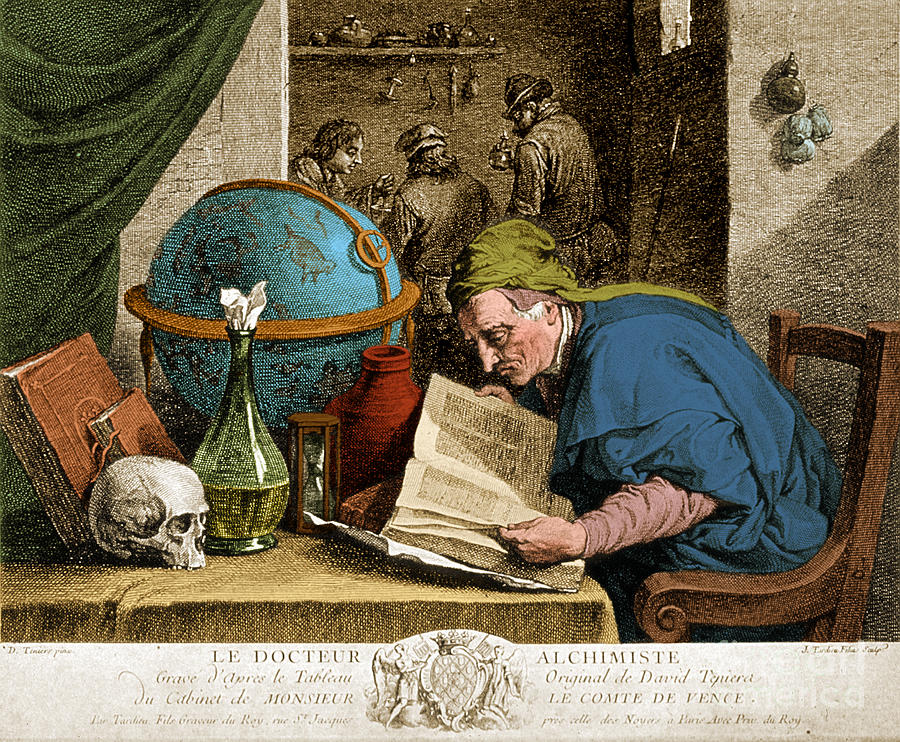 D. Teniers pinx. J. Tardieu Filius Sculp.
LE DOCTEUR ALCHIMISTE
Gravé d'Après le Tableau Original de David Teniers
du Cabinet de MONSIEUR LE COMTE DE VENCE.
Par Tardieu, Fils Graveur du Roy, rue St. Jacques près celle des Noyers à Paris Avec Priv. du Roy.